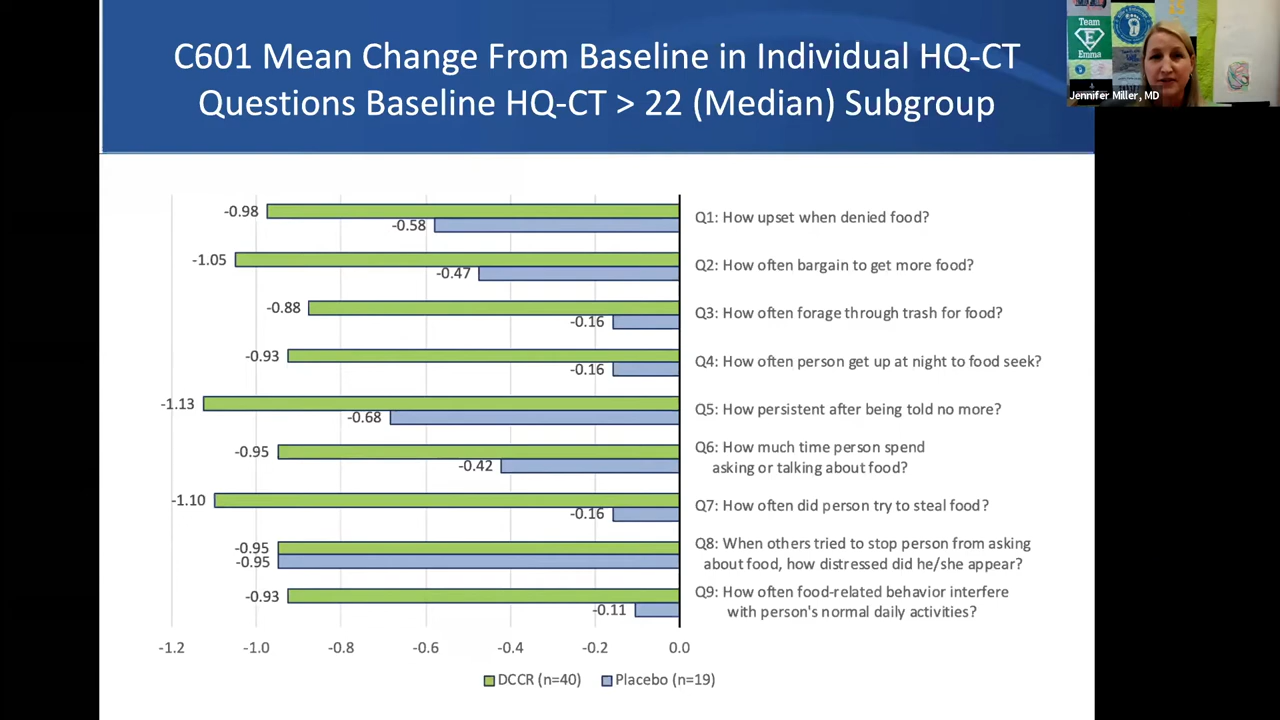 C601 Mean Change From Baseline in Individual HQ-CT
Questions Baseline HQ-CT > 22 (Median) Subgroup
Team
E
Emma
Jennifer Miller, MD
-0.98
-0.58
Q1: How upset when denied food?
-1.05
-0.47
Q2: How often bargain to get more food?
-0.88
-0.16
Q3: How often forage through trash for food?
-0.93
-0.16
Q4: How often person get up at night to food seek?
-1.13
-0.68
Q5: How persistent after being told no more?
-0.95
-0.42
Q6: How much time person spend
asking or talking about food?
-1.10
-0.16
Q7: How often did person try to steal food?
-0.95
-0.95
Q8: When others tried to stop person from asking
about food, how distressed did he/she appear?
-0.93
-0.11
Q9: How often food-related behavior interfere
with person's normal daily activities?
-1.2 -1.0 -0.8 -0.6 -0.4 -0.2 0.0
DCCR (n=40) Placebo (n=19)